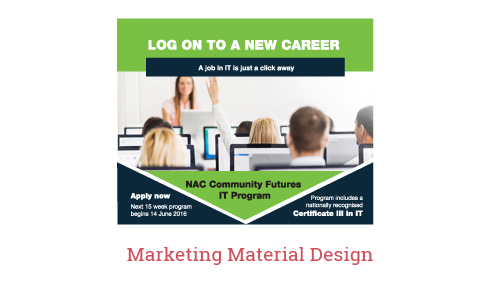 LOG ON TO A NEW CAREER
A job in IT is just a click away
NAC Community Futures
IT Program
Apply now
Next 15 week program
begins 14 June 2016
Program includes a
nationally recognised
Certificate III in IT
Marketing Material Design